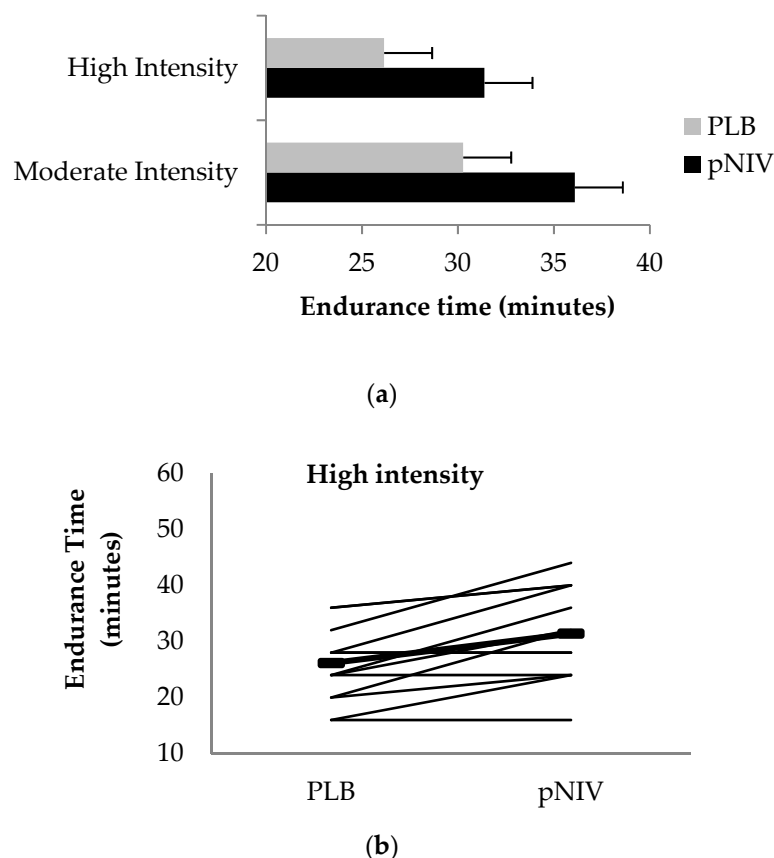 High Intensity
PLB
pNIV
Moderate Intensity
20 25 30 35 40
Endurance time (minutes)
(a)
High intensity
Endurance Time
(minutes)
60
50
40
30
20
10
PLB pNIV
(b)